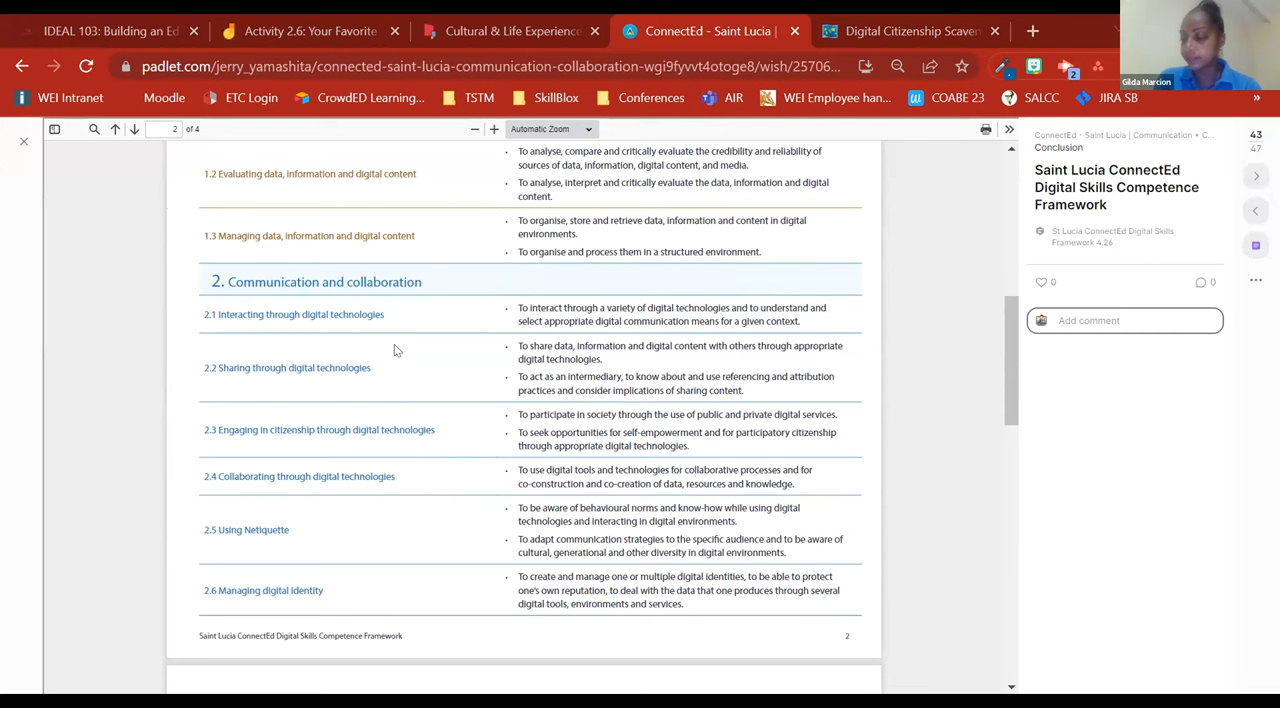 IDEAL 103: Building an Ed
Activity 2.6: Your Favorite
Cultural & Life Experience
ConnectEd - Saint Lucia |
Digital Citizenship Scaven
padlet.com/jerry_yamashita/connected-saint-lucia-communication-collaboration-wgi9fyvvt4otoge8/wish/25706...
2
WEI Intranet
Moodle
ETC Login
CrowdED Learning...
TSTM
SkillBlox
Conferences
AIR
WEI Employee han...
COABE 23
SALCC
JIRA SB
»
Gilda Marcion
2 of 4
Automatic Zoom
1.2 Evaluating data, information and digital content
• To analyse, compare and critically evaluate the credibility and reliability of
sources of data, information, digital content, and media.
• To analyse, interpret and critically evaluate the data, information and digital
content.
1.3 Managing data, information and digital content
• To organise, store and retrieve data, information and content in digital
environments.
• To organise and process them in a structured environment.
2. Communication and collaboration
2.1 Interacting through digital technologies
• To interact through a variety of digital technologies and to understand and
select appropriate digital communication means for a given context.
2.2 Sharing through digital technologies
• To share data, information and digital content with others through appropriate
digital technologies.
• To act as an intermediary, to know about and use referencing and attribution
practices and consider implications of sharing content.
2.3 Engaging in citizenship through digital technologies
• To participate in society through the use of public and private digital services.
• To seek opportunities for self-empowerment and for participatory citizenship
through appropriate digital technologies.
2.4 Collaborating through digital technologies
• To use digital tools and technologies for collaborative processes and for
co-construction and co-creation of data, resources and knowledge.
2.5 Using Netiquette
• To be aware of behavioural norms and know-how while using digital
technologies and interacting in digital environments.
• To adapt communication strategies to the specific audience and to be aware of
cultural, generational and other diversity in digital environments.
2.6 Managing digital identity
• To create and manage one or multiple digital identities, to be able to protect
one's own reputation, to deal with the data that one produces through several
digital tools, environments and services.
Saint Lucia ConnectEd Digital Skills Competence Framework
2
ConnectEd - Saint Lucia | Communication + C...
Conclusion
43
47
Saint Lucia ConnectEd
Digital Skills Competence
Framework
St Lucia ConnectEd Digital Skills
Framework 4.26
0
0
Add comment